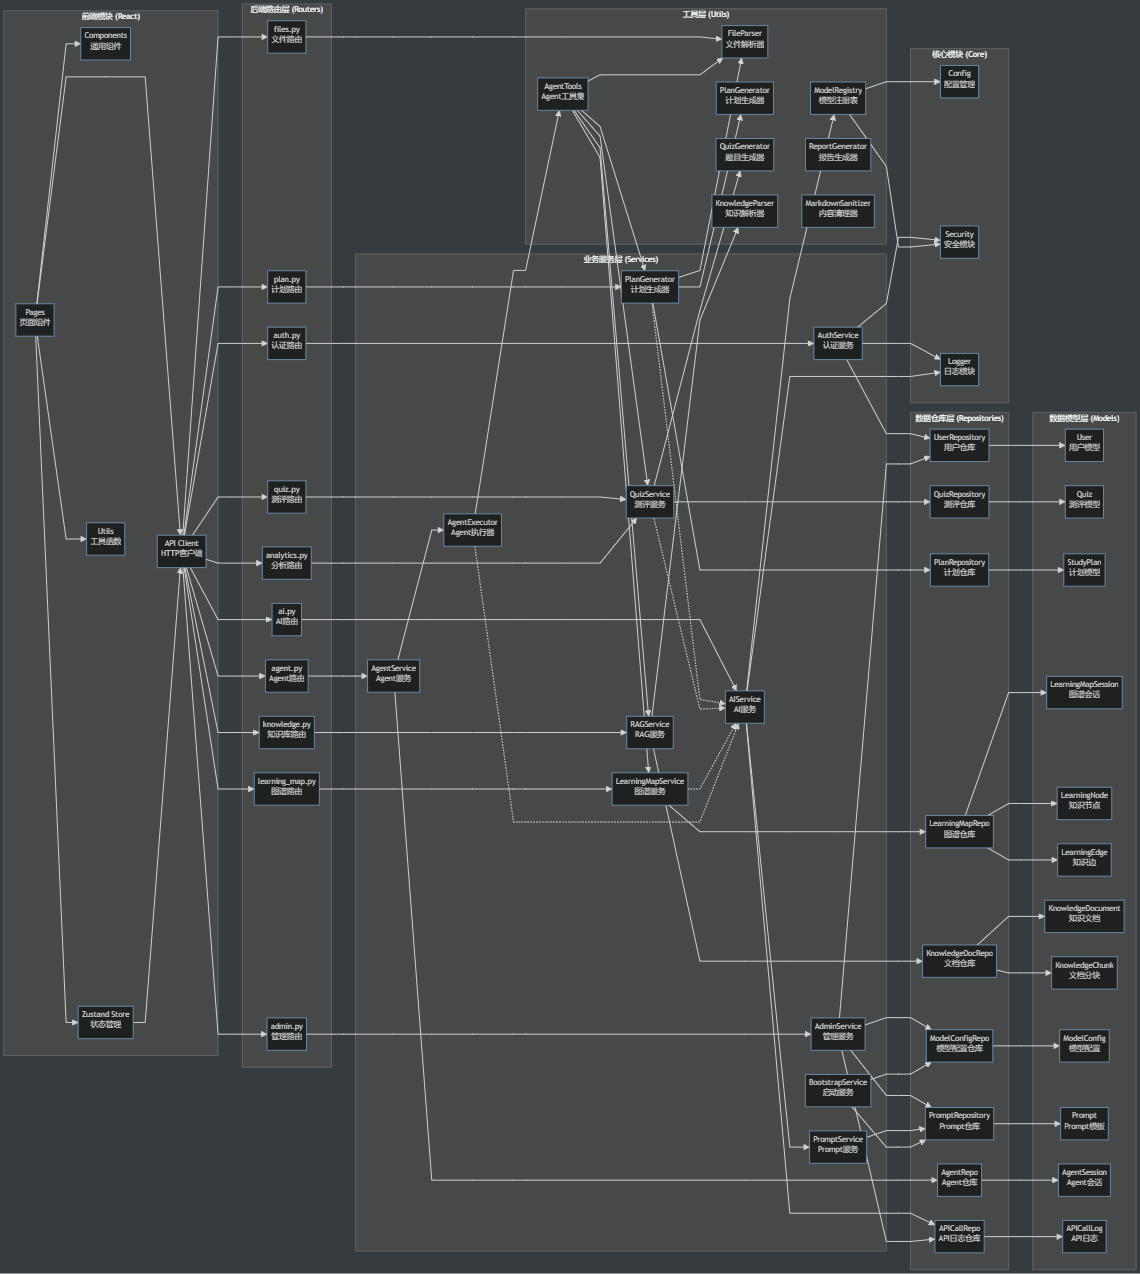 前端模块 (React)
Components
通用组件
Pages
页面组件
Utils
工具函数
API Client
HTTP客户端
Zustand Store
状态管理
后端路由层 (Routers)
files.py
文件路由
plan.py
计划路由
auth.py
认证路由
quiz.py
测评路由
analytics.py
分析路由
ai.py
AI路由
agent.py
Agent路由
knowledge.py
知识库路由
learning_map.py
图谱路由
admin.py
管理路由
工具层 (Utils)
FileParser
文件解析器
AgentTools
Agent工具集
PlanGenerator
计划生成器
ModelRegistry
模型注册表
QuizGenerator
题目生成器
ReportGenerator
报告生成器
KnowledgeParser
知识解析器
MarkdownSanitizer
内容清理器
业务服务层 (Services)
PlanGenerator
计划生成器
AuthService
认证服务
QuizService
测评服务
AgentExecutor
Agent执行器
AgentService
Agent服务
AIService
AI服务
RAGService
RAG服务
LearningMapService
图谱服务
AdminService
管理服务
BootstrapService
启动服务
PromptService
Prompt服务
核心模块 (Core)
Config
配置管理
Security
安全模块
Logger
日志模块
数据仓库层 (Repositories)
UserRepository
用户仓库
QuizRepository
测评仓库
PlanRepository
计划仓库
LearningMapRepo
图谱仓库
KnowledgeDocRepo
文档仓库
ModelConfigRepo
模型配置仓库
PromptRepository
Prompt仓库
AgentRepo
Agent仓库
APICallRepo
API日志仓库
数据模型层 (Models)
User
用户模型
Quiz
测评模型
StudyPlan
计划模型
LearningMapSession
图谱会话
LearningNode
知识节点
LearningEdge
知识边
KnowledgeDocument
知识文档
KnowledgeChunk
文档分块
ModelConfig
模型配置
Prompt
Prompt模板
AgentSession
Agent会话
APICallLog
API日志